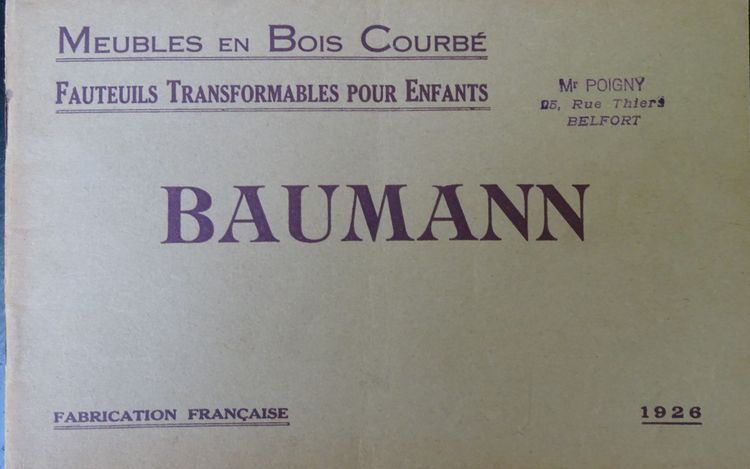 MEUBLES EN BOIS COURBÉ
FAUTEUILS TRANSFORMABLES POUR ENFANTS
Mr POIGNY
25, Rue Thiers
BELFORT
BAUMANN
FABRICATION FRANÇAISE
1926